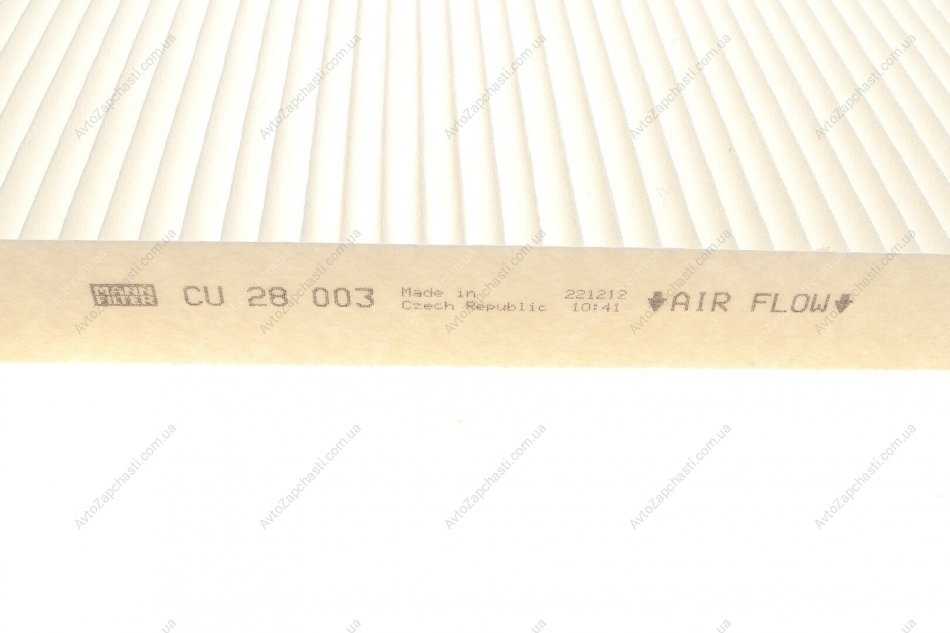 MANN
FILTER
CU 28 003
Made in
Czech Republic
221212
10:41
AIR FLOW
AvtoZapchasti.com.ua